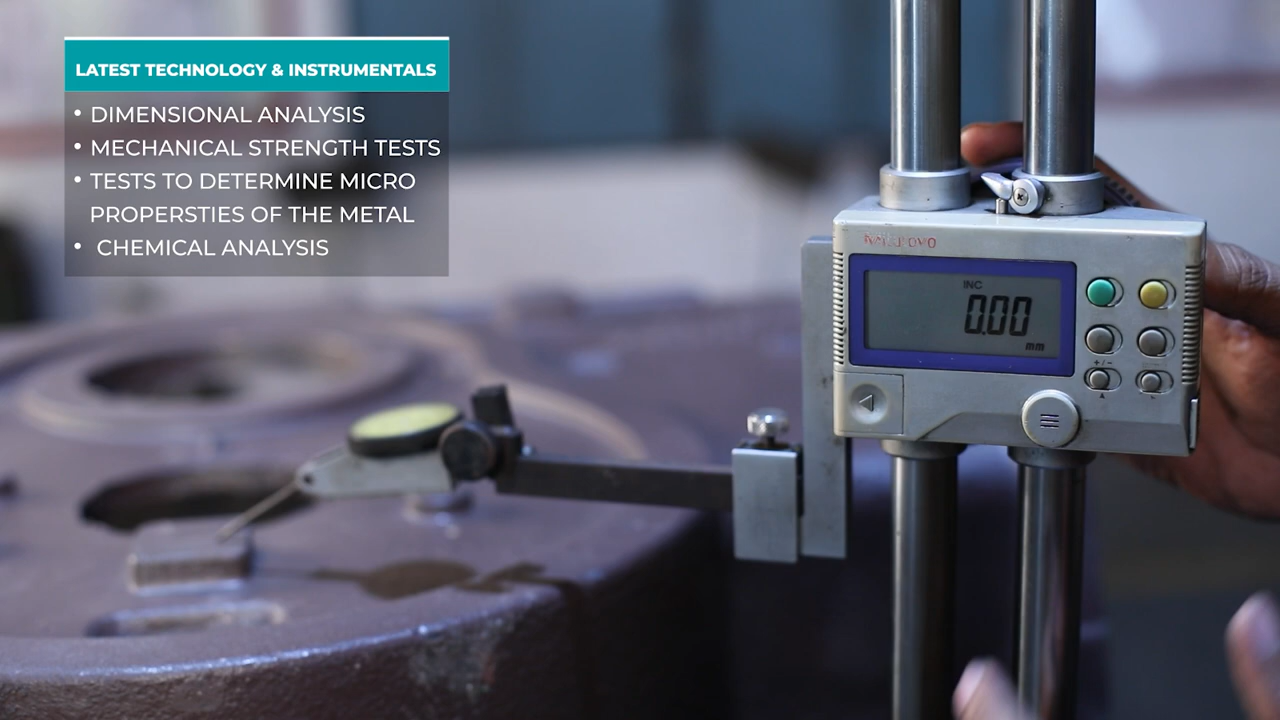 LATEST TECHNOLOGY & INSTRUMENTALS
• DIMENSIONAL ANALYSIS
• MECHANICAL STRENGTH TESTS
• TESTS TO DETERMINE MICRO
PROPERSTIES OF THE METAL
• CHEMICAL ANALYSIS
INC
0.00
mm
+/−